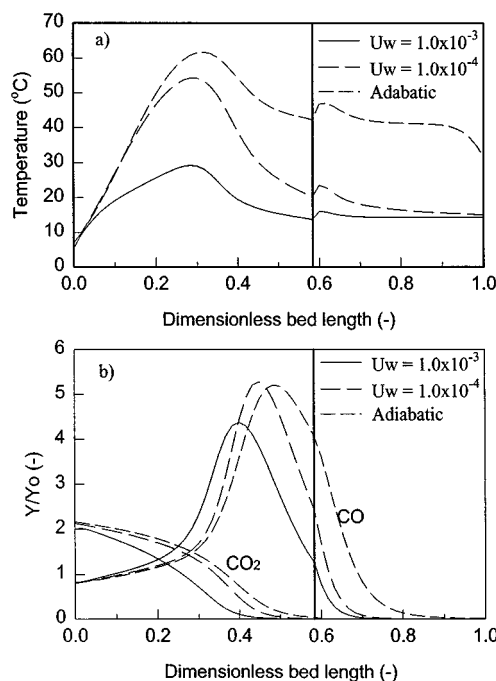 a)
Uw = 1.0x10-3
Uw = 1.0x10-4
Adabatic
Temperature (oC)
70
60
50
40
30
20
10
0
0.0 0.2 0.4 0.6 0.8 1.0
Dimensionless bed length (-)
b)
Uw = 1.0x10-3
Uw = 1.0x10-4
Adiabatic
Y/Yo (-)
6
5
4
3
2
1
0
CO
CO2
0.0 0.2 0.4 0.6 0.8 1.0
Dimensionless bed length (-)